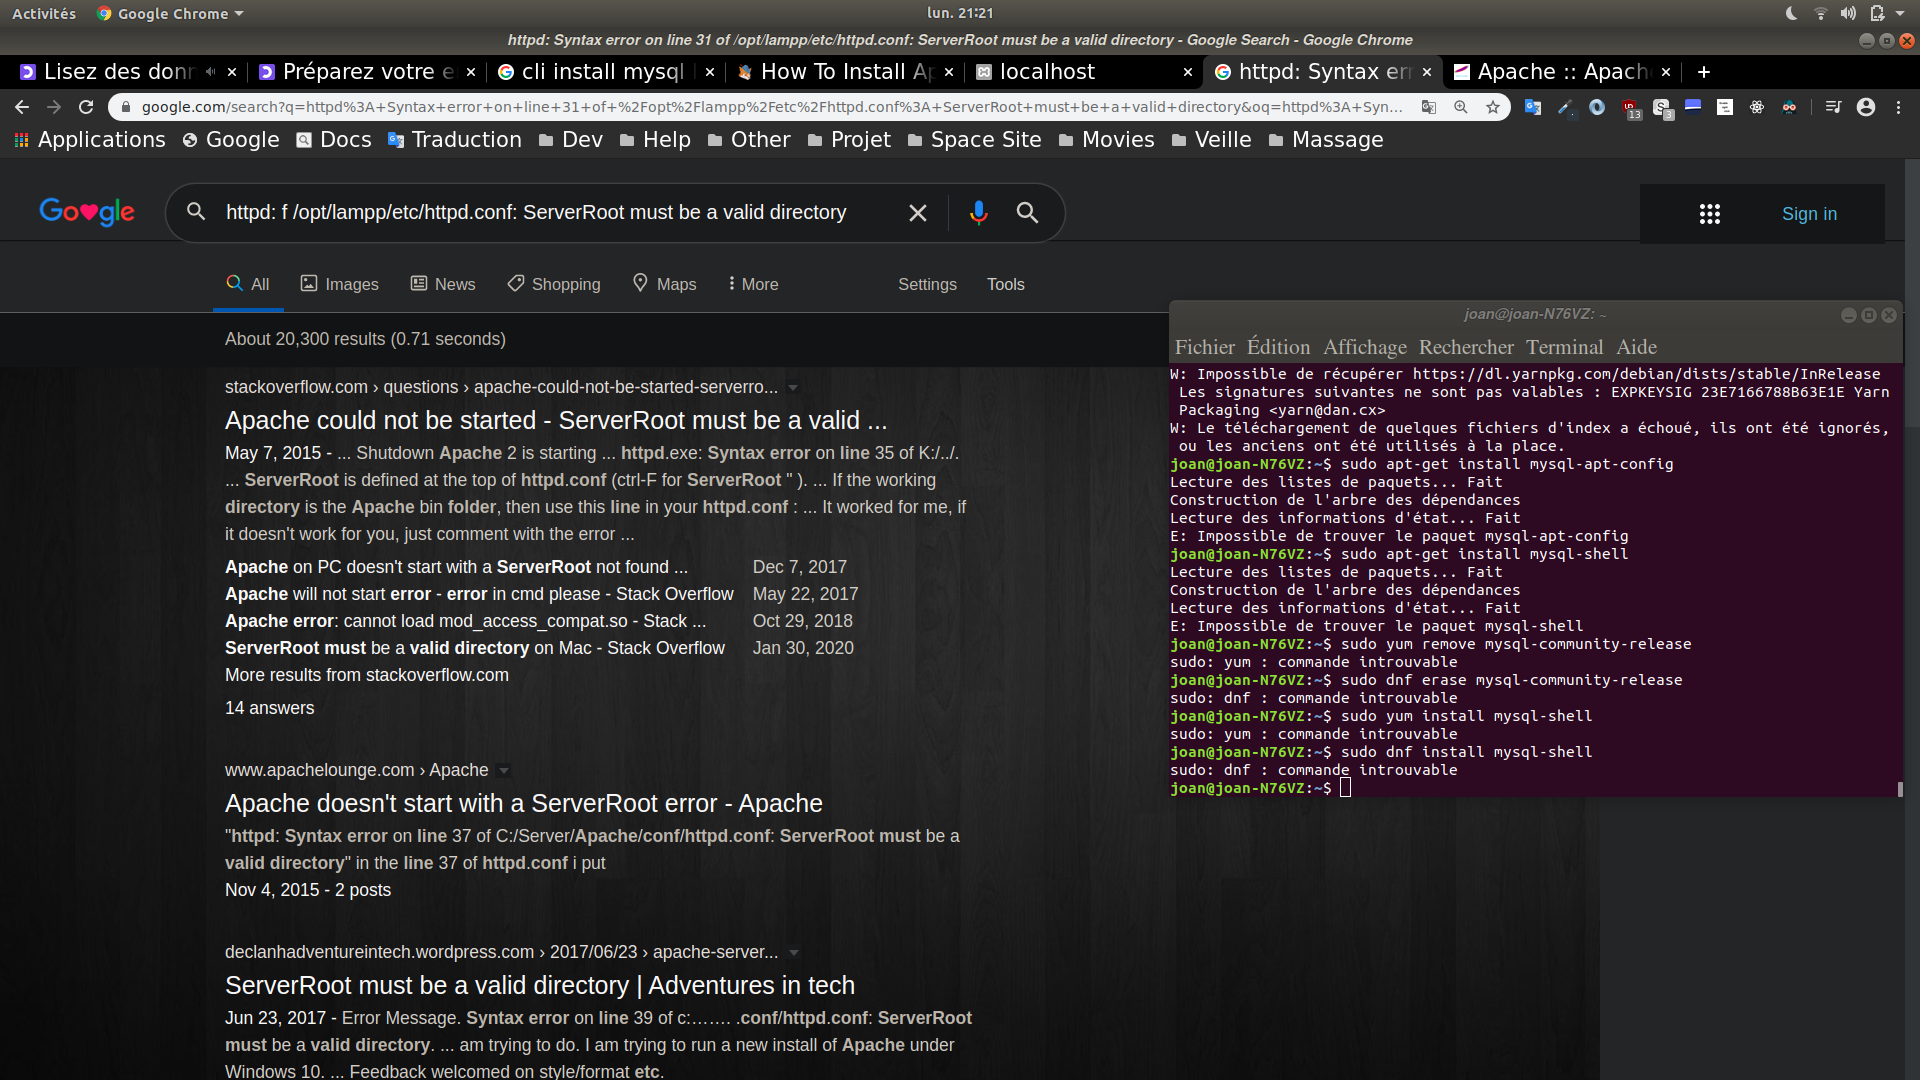 Activités
Google Chrome
lun. 21:21
httpd: Syntax error on line 31 of /opt/lampp/etc/httpd.conf: ServerRoot must be a valid directory - Google Search - Google Chrome
Lisez des donn
Préparez votre e
cli install mysql
How To Install Ap
localhost
httpd: Syntax err
Apache :: Apach
google.com/search?q=httpd%3A+Syntax+error+on+line+31+of+%2Fopt%2Flampp%2Fetc%2Fhttpd.conf%3A+ServerRoot+must+be+a+valid+directory&oq=httpd%3A+Syn...
13
3
Applications
Google
Docs
Traduction
Dev
Help
Other
Projet
Space Site
Movies
Veille
Massage
httpd: f /opt/lampp/etc/httpd.conf: ServerRoot must be a valid directory
Sign in
All
Images
News
Shopping
Maps
More
Settings
Tools
About 20,300 results (0.71 seconds)
stackoverflow.com › questions › apache-could-not-be-started-serverro...
Apache could not be started - ServerRoot must be a valid ...
May 7, 2015 - ... Shutdown Apache 2 is starting ... httpd.exe: Syntax error on line 35 of K:/../.
... ServerRoot is defined at the top of httpd.conf (ctrl-F for ServerRoot " ). ... If the working
directory is the Apache bin folder, then use this line in your httpd.conf : ... It worked for me, if
it doesn't work for you, just comment with the error ...
Apache on PC doesn't start with a ServerRoot not found ... Dec 7, 2017
Apache will not start error - error in cmd please - Stack Overflow May 22, 2017
Apache error: cannot load mod_access_compat.so - Stack ... Oct 29, 2018
ServerRoot must be a valid directory on Mac - Stack Overflow Jan 30, 2020
More results from stackoverflow.com
14 answers
www.apachelounge.com › Apache
Apache doesn't start with a ServerRoot error - Apache
"httpd: Syntax error on line 37 of C:/Server/Apache/conf/httpd.conf: ServerRoot must be a
valid directory" in the line 37 of httpd.conf i put
Nov 4, 2015 - 2 posts
declanhadventureintech.wordpress.com › 2017/06/23 › apache-server...
ServerRoot must be a valid directory | Adventures in tech
Jun 23, 2017 - Error Message. Syntax error on line 39 of c:……. .conf/httpd.conf: ServerRoot
must be a valid directory. ... am trying to do. I am trying to run a new install of Apache under
Windows 10. ... Feedback welcomed on style/format etc.
joan@joan-N76VZ: ~
Fichier Édition Affichage Rechercher Terminal Aide
W: Impossible de récupérer https://dl.yarnpkg.com/debian/dists/stable/InRelease
Les signatures suivantes ne sont pas valables : EXPKEYSIG 23E7166788B63E1E Yarn
Packaging <yarn@dan.cx>
W: Le téléchargement de quelques fichiers d'index a échoué, ils ont été ignorés,
ou les anciens ont été utilisés à la place.
joan@joan-N76VZ:~$ sudo apt-get install mysql-apt-config
Lecture des listes de paquets... Fait
Construction de l'arbre des dépendances
Lecture des informations d'état... Fait
E: Impossible de trouver le paquet mysql-apt-config
joan@joan-N76VZ:~$ sudo apt-get install mysql-shell
Lecture des listes de paquets... Fait
Construction de l'arbre des dépendances
Lecture des informations d'état... Fait
E: Impossible de trouver le paquet mysql-shell
joan@joan-N76VZ:~$ sudo yum remove mysql-community-release
sudo: yum : commande introuvable
joan@joan-N76VZ:~$ sudo dnf erase mysql-community-release
sudo: dnf : commande introuvable
joan@joan-N76VZ:~$ sudo yum install mysql-shell
sudo: yum : commande introuvable
joan@joan-N76VZ:~$ sudo dnf install mysql-shell
sudo: dnf : commande introuvable
joan@joan-N76VZ:~$